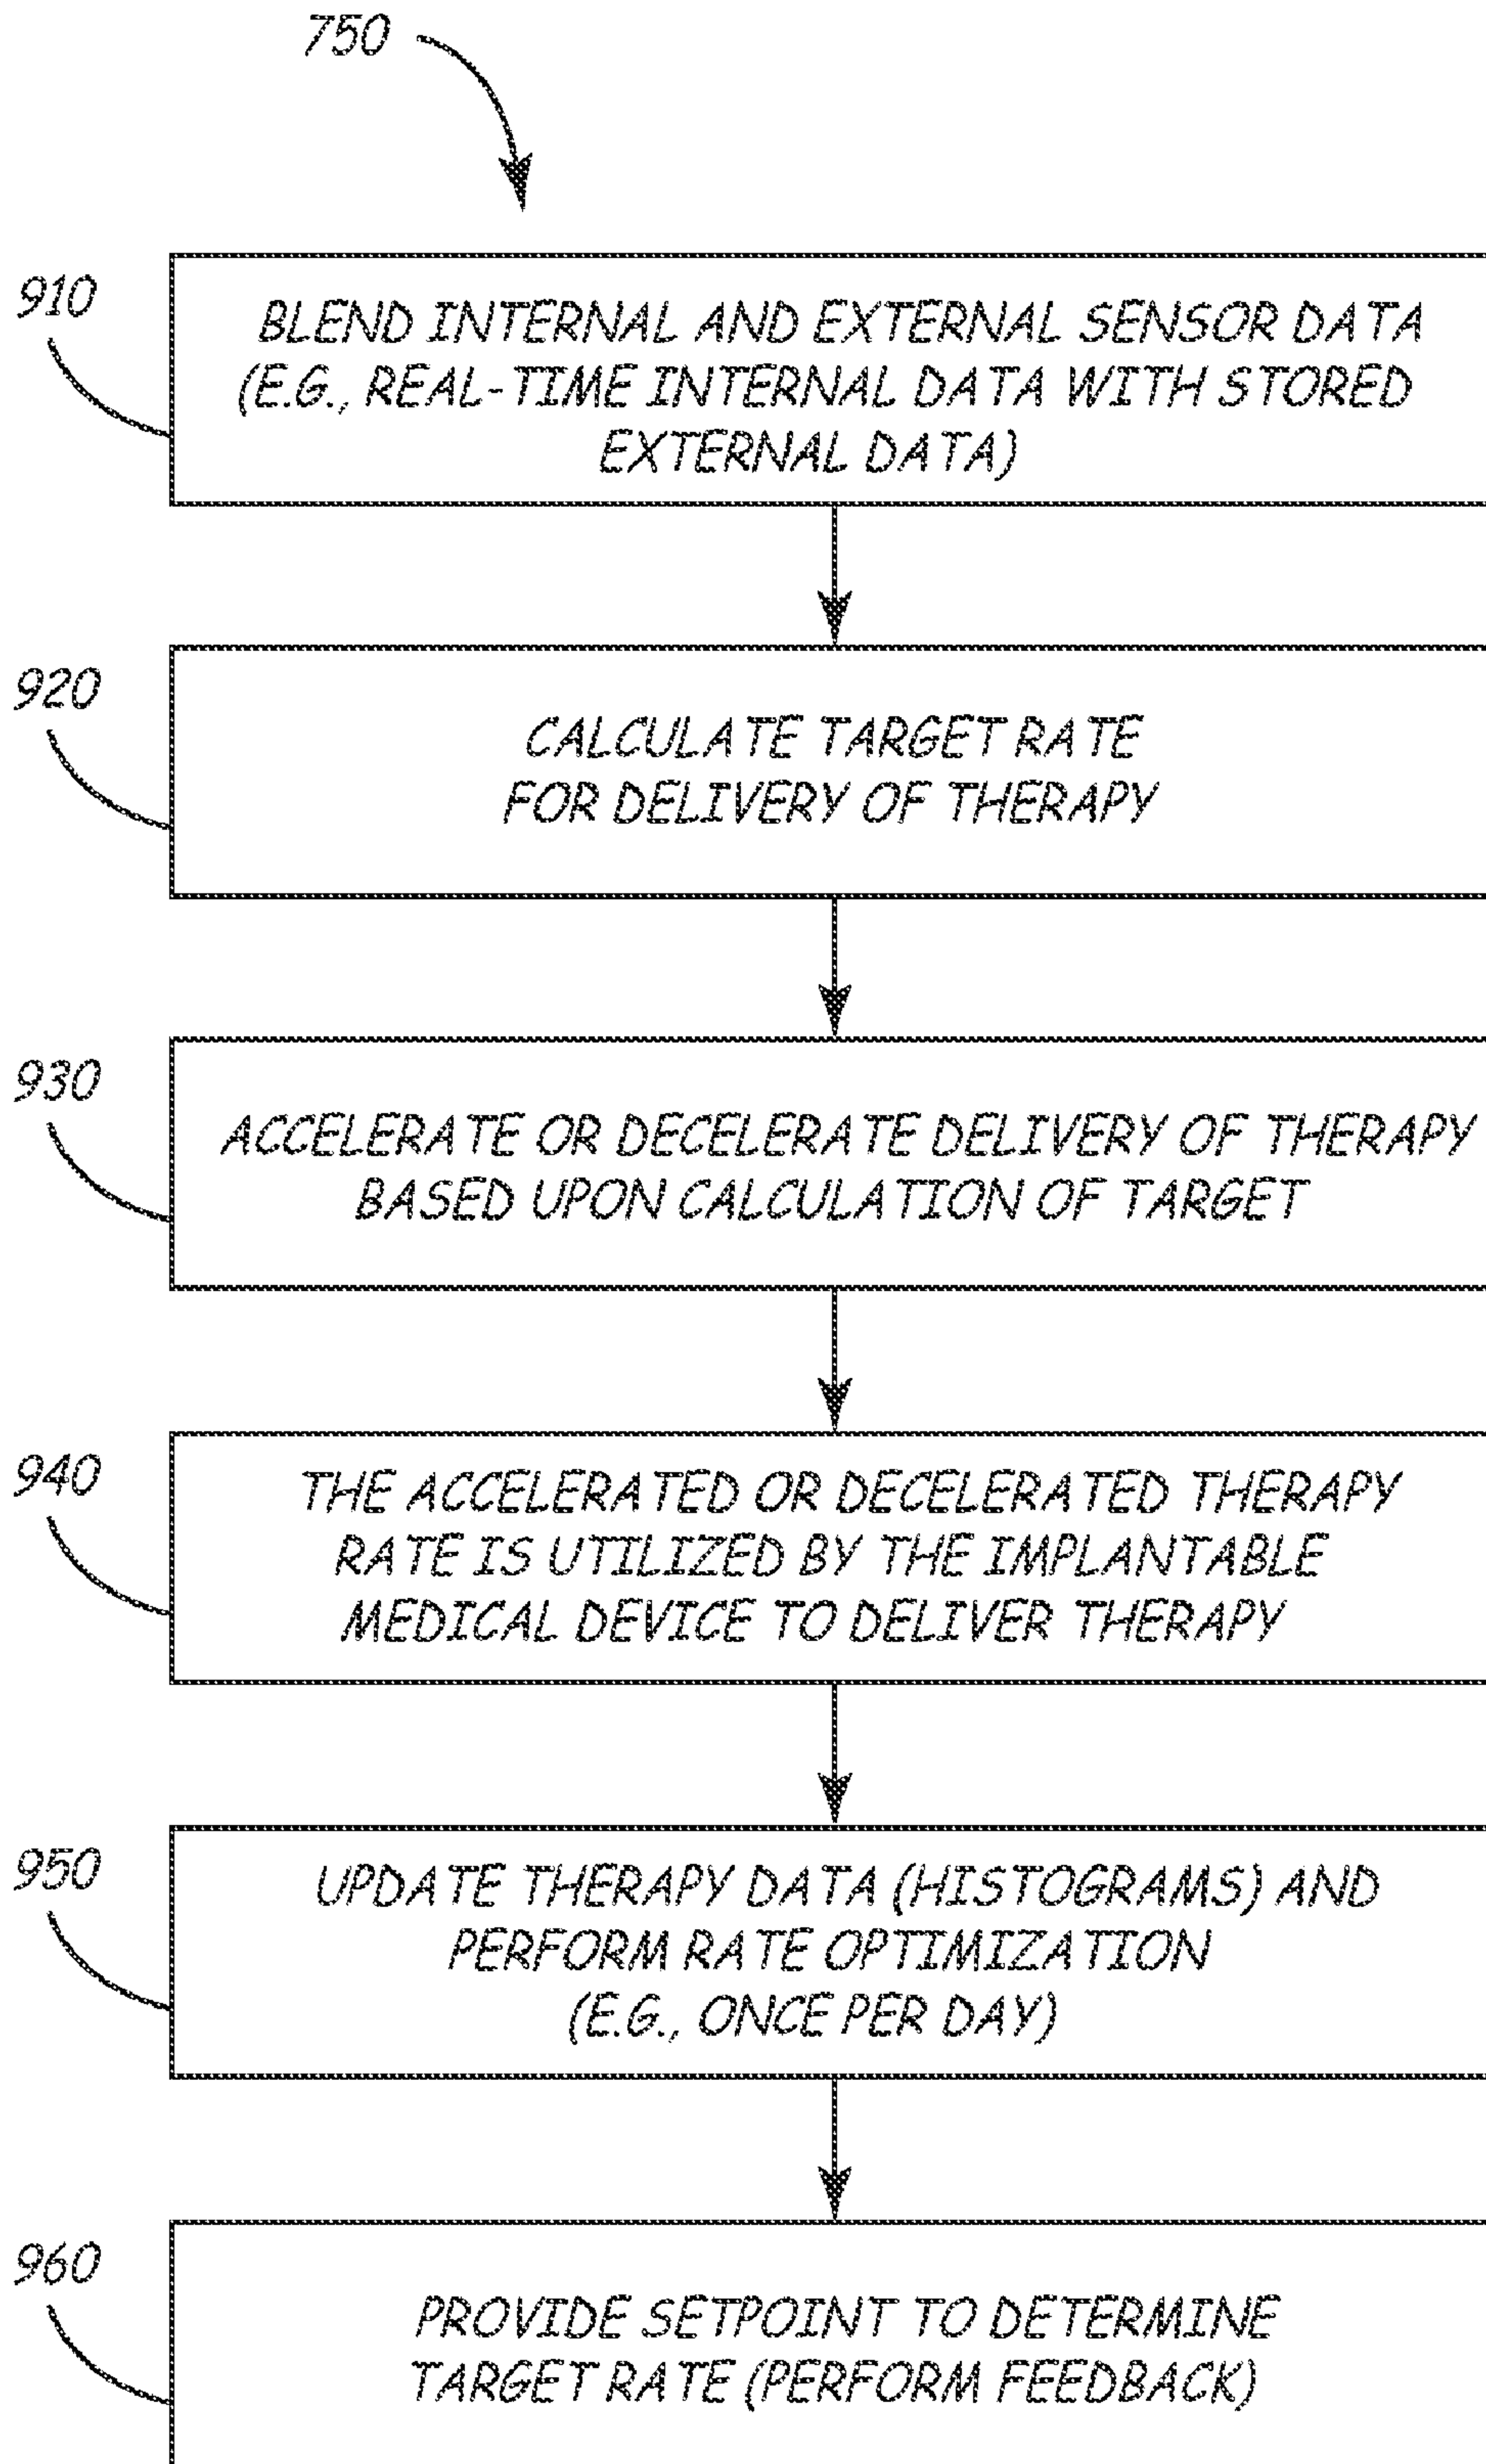 750
910
BLEND INTERNAL AND EXTERNAL SENSOR DATA
(E.G., REAL-TIME INTERNAL DATA WITH STORED
EXTERNAL DATA)
920
CALCULATE TARGET RATE
FOR DELIVERY OF THERAPY
930
ACCELERATE OR DECELERATE DELIVERY OF THERAPY
BASED UPON CALCULATION OF TARGET
940
THE ACCELERATED OR DECELERATED THERAPY
RATE IS UTILIZED BY THE IMPLANTABLE
MEDICAL DEVICE TO DELIVER THERAPY
950
UPDATE THERAPY DATA (HISTOGRAMS) AND
PERFORM RATE OPTIMIZATION
(E.G., ONCE PER DAY)
960
PROVIDE SETPOINT TO DETERMINE
TARGET RATE (PERFORM FEEDBACK)